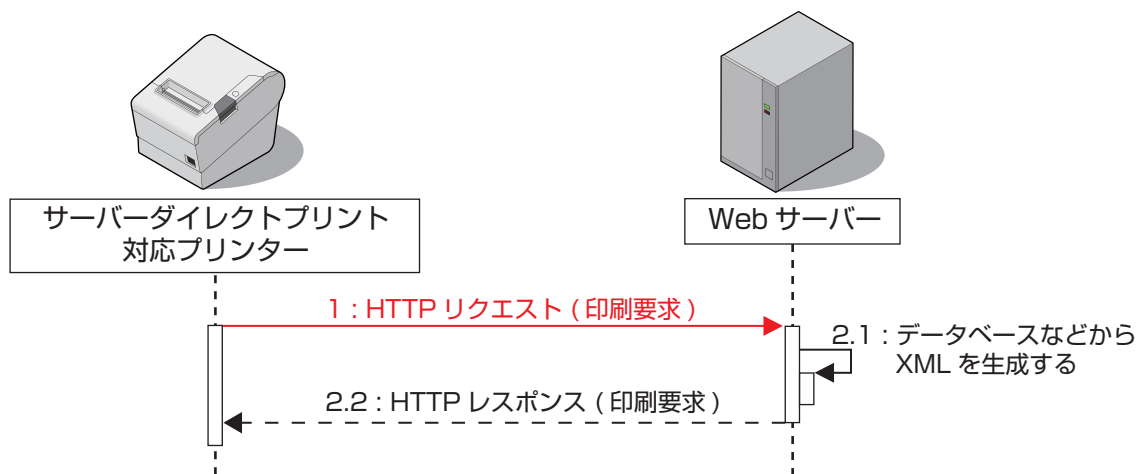 サーバーダイレクトプリント
対応プリンター
Web サーバー
1 : HTTP リクエスト ( 印刷要求 )
2.1 : データベースなどから
XML を生成する
2.2 : HTTP レスポンス ( 印刷要求 )